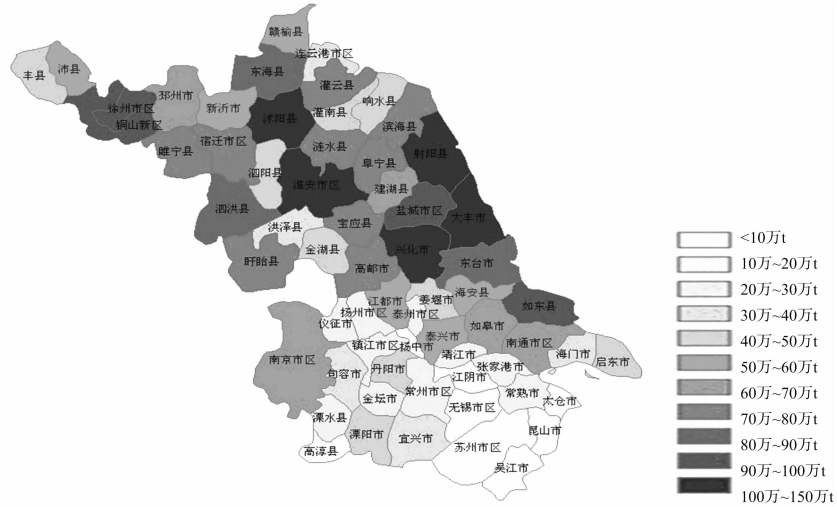 赣榆县
连云港市区
丰县
沛县
东海县
灌云县
邳州市
新沂市
响水县
徐州市区
铜山新区
沭阳县
灌南县
滨海县
睢宁县
宿迁市区
涟水县
阜宁县
射阳县
泗阳县
淮安市区
建湖县
泗洪县
盐城市区
大丰市
洪泽县
宝应县
金湖县
兴化市
盱眙县
高邮市
东台市
江都市
姜堰市
海安县
扬州市区
泰州市区
如东县
仪征市
如皋市
镇江市区
扬中市
泰兴市
南通市区
靖江市
海门市
启东市
南京市区
句容市
丹阳市
张家港市
江阴市
金坛市
常州市区
常熟市
太仓市
溧水县
无锡市区
溧阳市
宜兴市
昆山市
高淳县
苏州市区
吴江市
<10万t
10万~20万t
20万~30万t
30万~40万t
40万~50万t
50万~60万t
60万~70万t
70万~80万t
80万~90万t
90万~100万t
100万~150万t